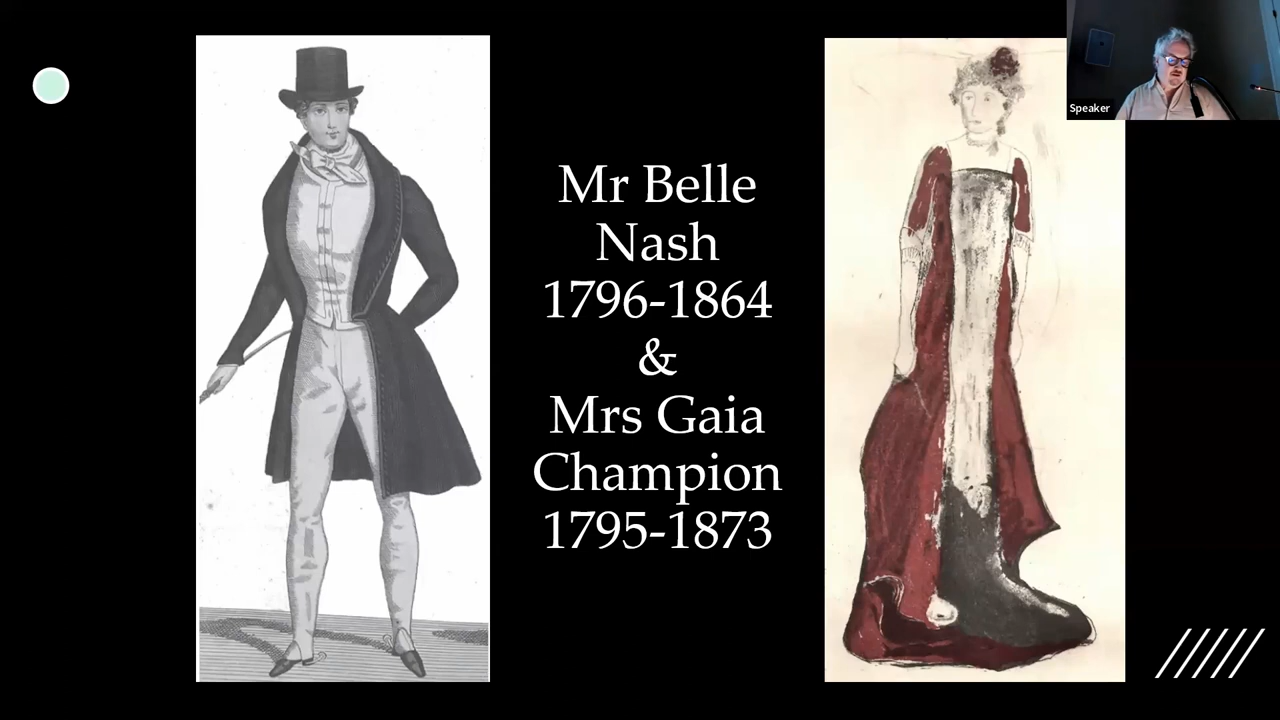 Mr Belle
Nash
1796-1864
&
Mrs Gaia
Champion
1795-1873
Speaker